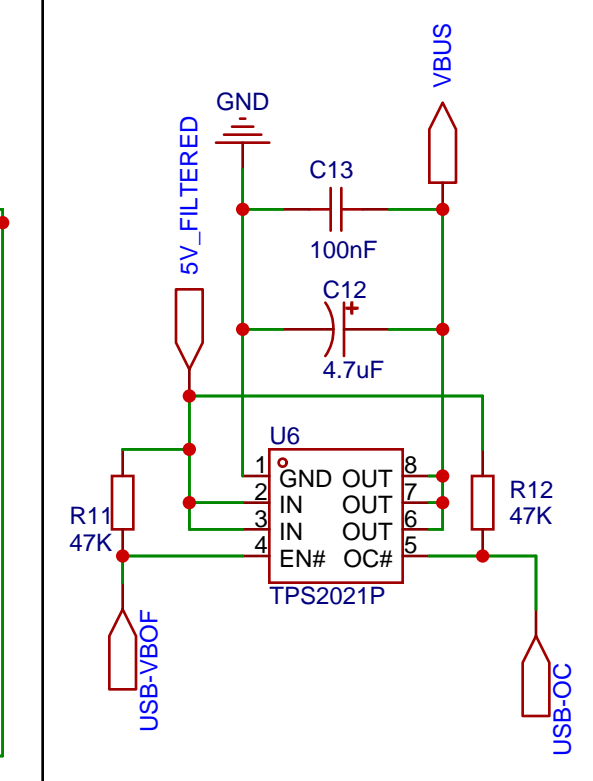 VBUS
GND
5V_FILTERED
C13
100nF
C12
4.7uF
U6
1 GND OUT 8
2 IN OUT 7
3 IN OUT 6
4 EN# OC# 5
TPS2021P
R11
47K
R12
47K
USB-VBOF
USB-OC